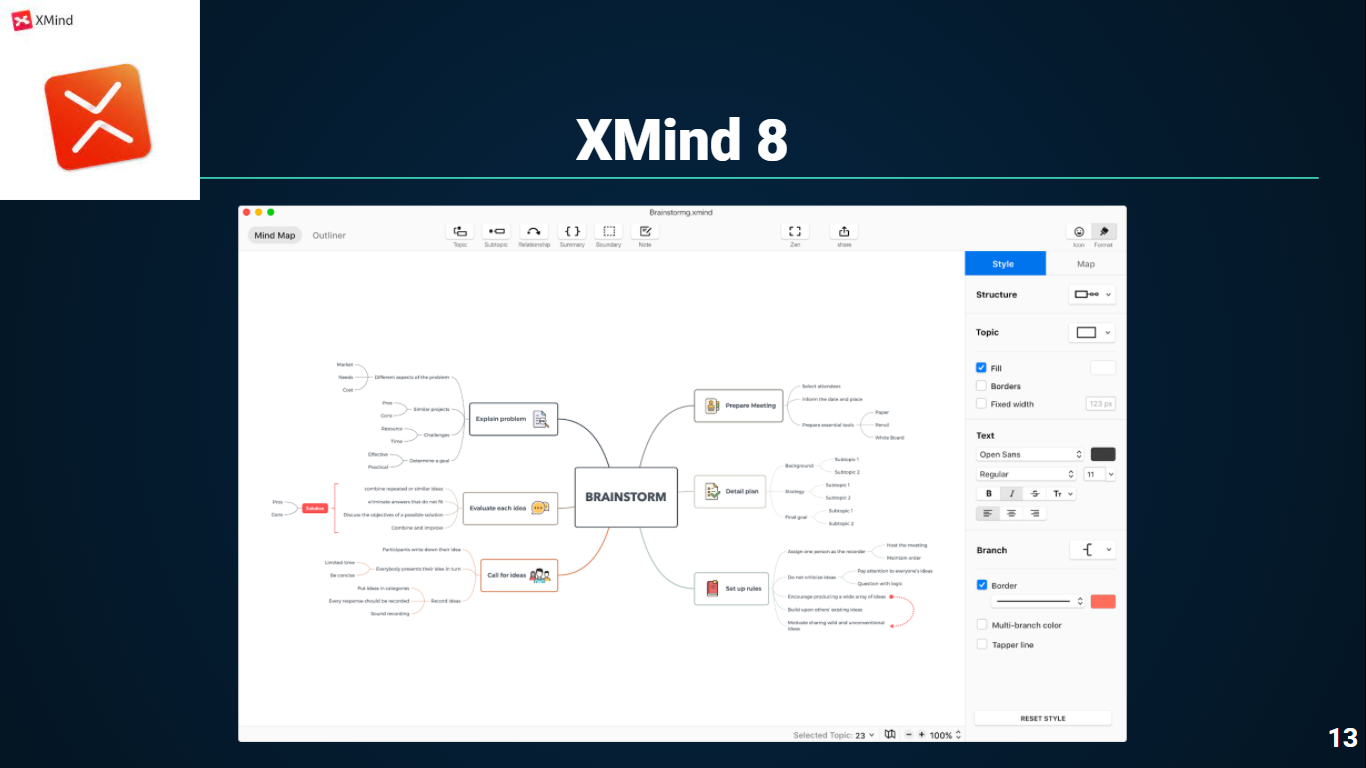 XMind
XMind 8
Brainstormg.xmind
Mind Map
Outliner
Topic
Subtopic
Relationship
Summary
Boundary
Note
Zen
share
Icon
Format
Market
Needs
Cost
Different aspects of the problem
Pros
Cons
Similar projects
Resource
Time
Challenges
Effective
Practical
Determine a goal
Explain problem
combine repeated or similar ideas
eliminate answers that do not fit
Discuss the objectives of a possible solution
Combine and improve
Pros
Cons
Solution
Evaluate each idea
Participants write down their idea
Limited time
Be concise
Everybody presents their idea in turn
Put ideas in categories
Every response should be recorded
Sound recording
Record ideas
Call for ideas
BRAINSTORM
Prepare Meeting
Select attendees
Inform the date and place
Prepare essential tools
Paper
Pencil
White Board
Detail plan
Background
Subtopic 1
Subtopic 2
Strategy
Subtopic 1
Subtopic 2
Final goal
Subtopic 1
Subtopic 2
Set up rules
Assign one person as the recorder
Host the meeting
Maintain order
Do not criticise ideas
Pay attention to everyone's ideas
Question with logic
Encourage producing a wide array of ideas
Build upon others' existing ideas
Motivate sharing wild and unconventional
ideas
Style
Map
Structure
Topic
Fill
Borders
Fixed width
123 px
Text
Open Sans
Regular
11
B I S Tт
Branch
Border
Multi-branch color
Tapper line
RESET STYLE
Selected Topic: 23
100%
13